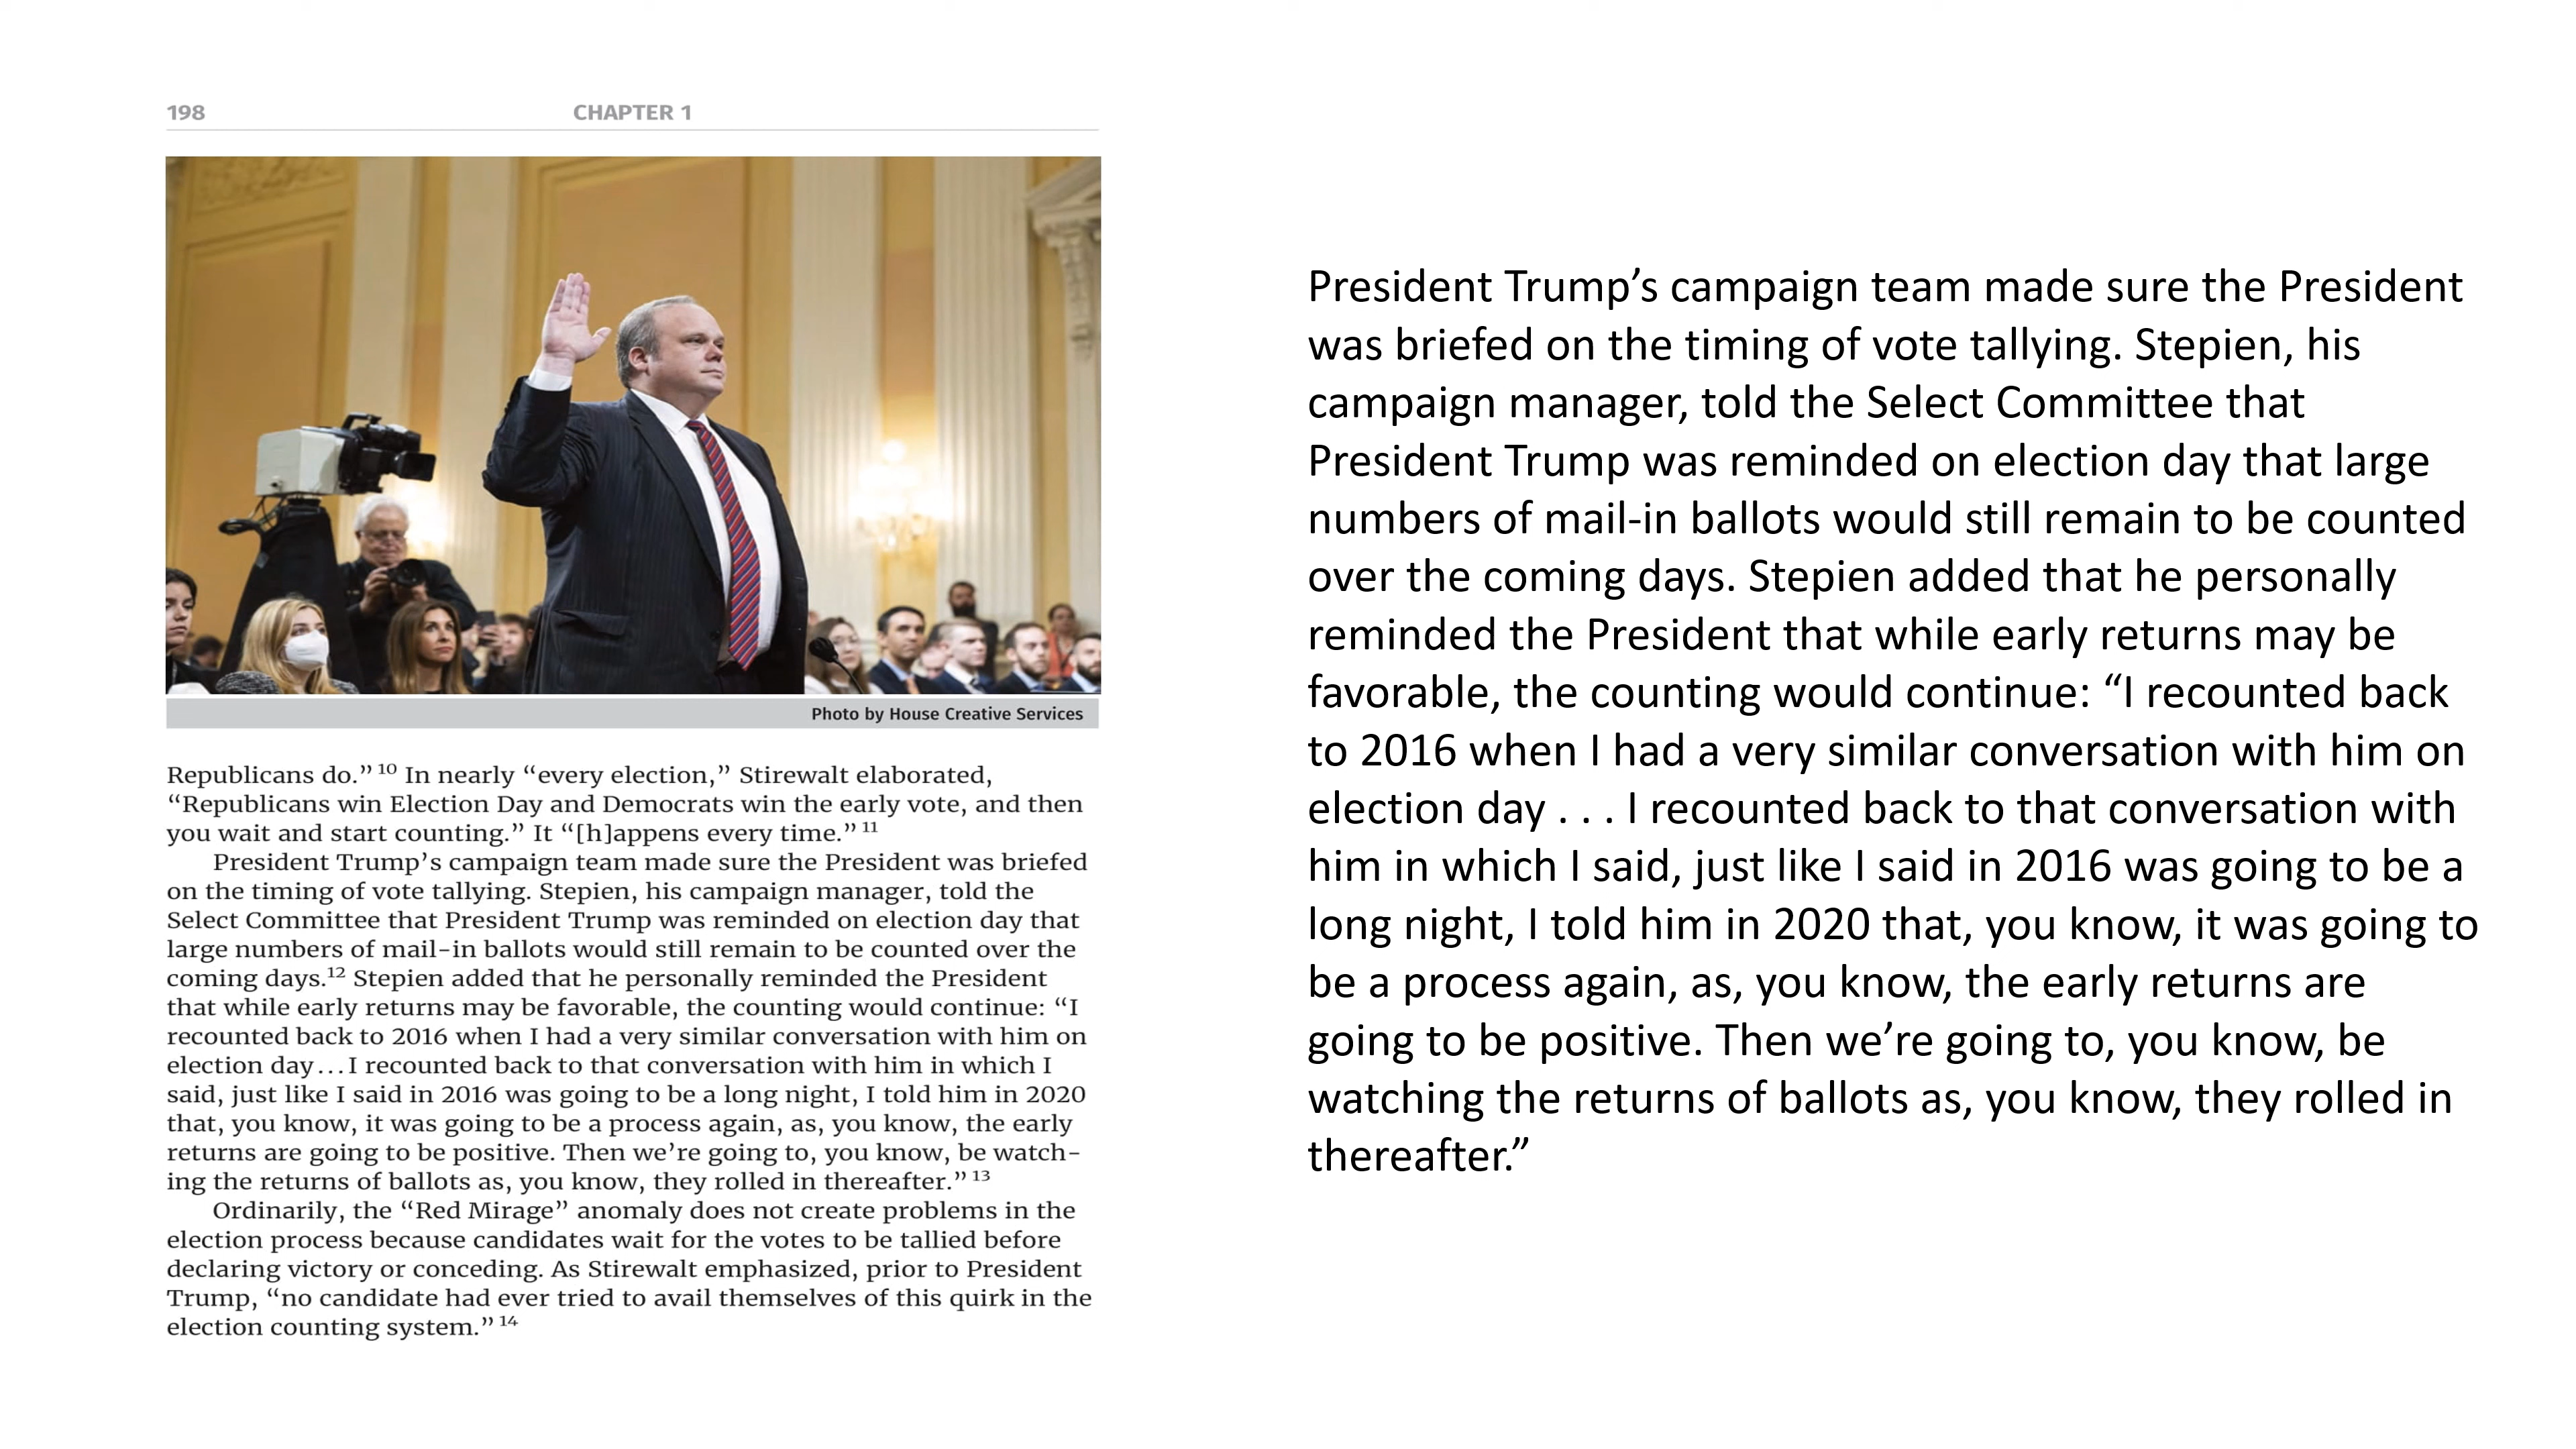 198 CHAPTER 1
Photo by House Creative Services
Republicans do.” 10 In nearly “every election,” Stirewalt elaborated,
“Republicans win Election Day and Democrats win the early vote, and then
you wait and start counting.” It “[h]appens every time.” 11
President Trump’s campaign team made sure the President was briefed
on the timing of vote tallying. Stepien, his campaign manager, told the
Select Committee that President Trump was reminded on election day that
large numbers of mail-in ballots would still remain to be counted over the
coming days.12 Stepien added that he personally reminded the President
that while early returns may be favorable, the counting would continue: “I
recounted back to 2016 when I had a very similar conversation with him on
election day...I recounted back to that conversation with him in which I
said, just like I said in 2016 was going to be a long night, I told him in 2020
that, you know, it was going to be a process again, as, you know, the early
returns are going to be positive. Then we’re going to, you know, be watch-
ing the returns of ballots as, you know, they rolled in thereafter.” 13
Ordinarily, the “Red Mirage” anomaly does not create problems in the
election process because candidates wait for the votes to be tallied before
declaring victory or conceding. As Stirewalt emphasized, prior to President
Trump, “no candidate had ever tried to avail themselves of this quirk in the
election counting system.” 14
President Trump’s campaign team made sure the President
was briefed on the timing of vote tallying. Stepien, his
campaign manager, told the Select Committee that
President Trump was reminded on election day that large
numbers of mail-in ballots would still remain to be counted
over the coming days. Stepien added that he personally
reminded the President that while early returns may be
favorable, the counting would continue: “I recounted back
to 2016 when I had a very similar conversation with him on
election day . . . I recounted back to that conversation with
him in which I said, just like I said in 2016 was going to be a
long night, I told him in 2020 that, you know, it was going to
be a process again, as, you know, the early returns are
going to be positive. Then we’re going to, you know, be
watching the returns of ballots as, you know, they rolled in
thereafter.”